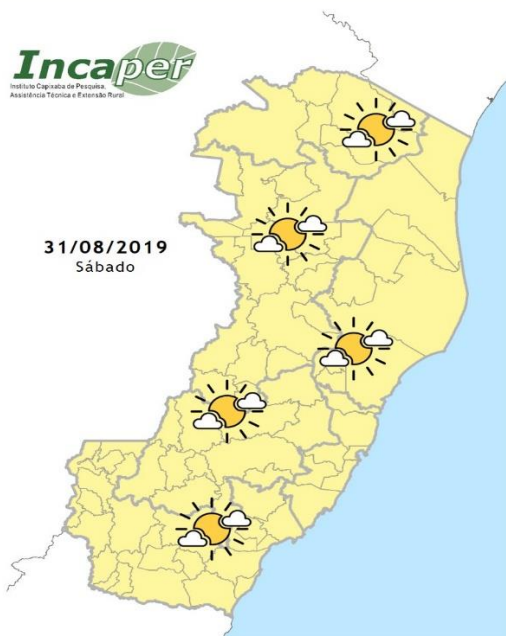 Incaper
Instituto Capixaba de Pesquisa,
Assistência Técnica e Extensão Rural
31/08/2019
Sábado